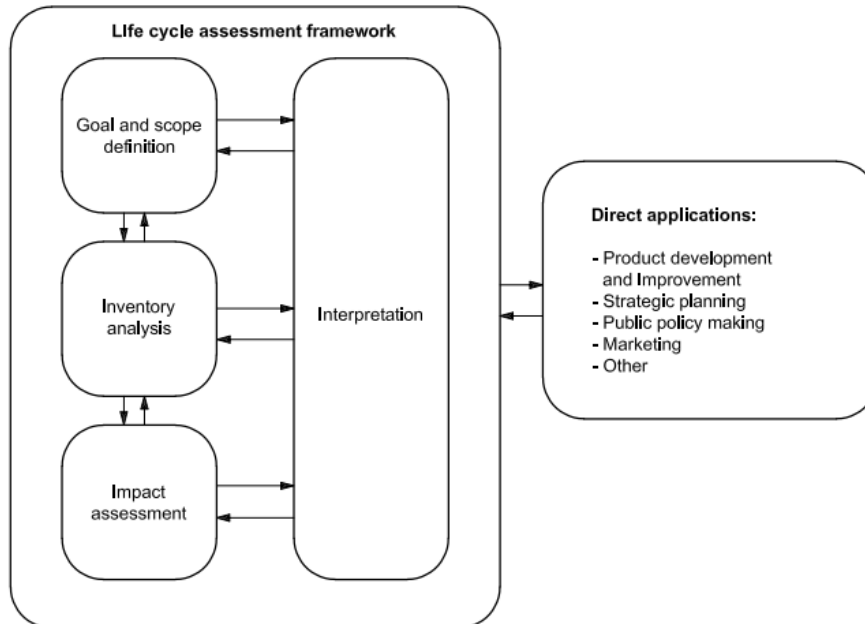 LIfe cycle assessment framework
Goal and scope
definition
Inventory
analysis
Impact
assessment
Interpretation
Direct applications:
- Product development
and Improvement
- Strategic planning
- Public policy making
- Marketing
- Other